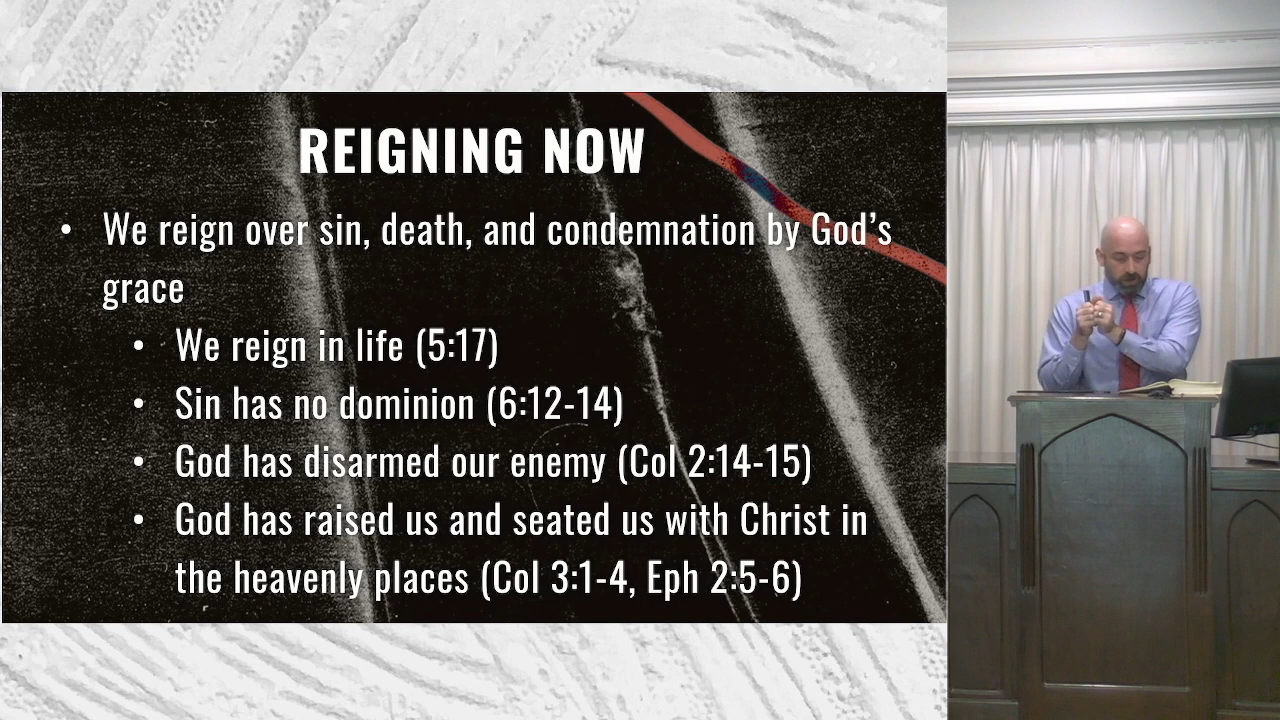 REIGNING NOW
• We reign over sin, death, and condemnation by God’s
grace
• We reign in life (5:17)
• Sin has no dominion (6:12-14)
• God has disarmed our enemy (Col 2:14-15)
• God has raised us and seated us with Christ in
the heavenly places (Col 3:1-4, Eph 2:5-6)